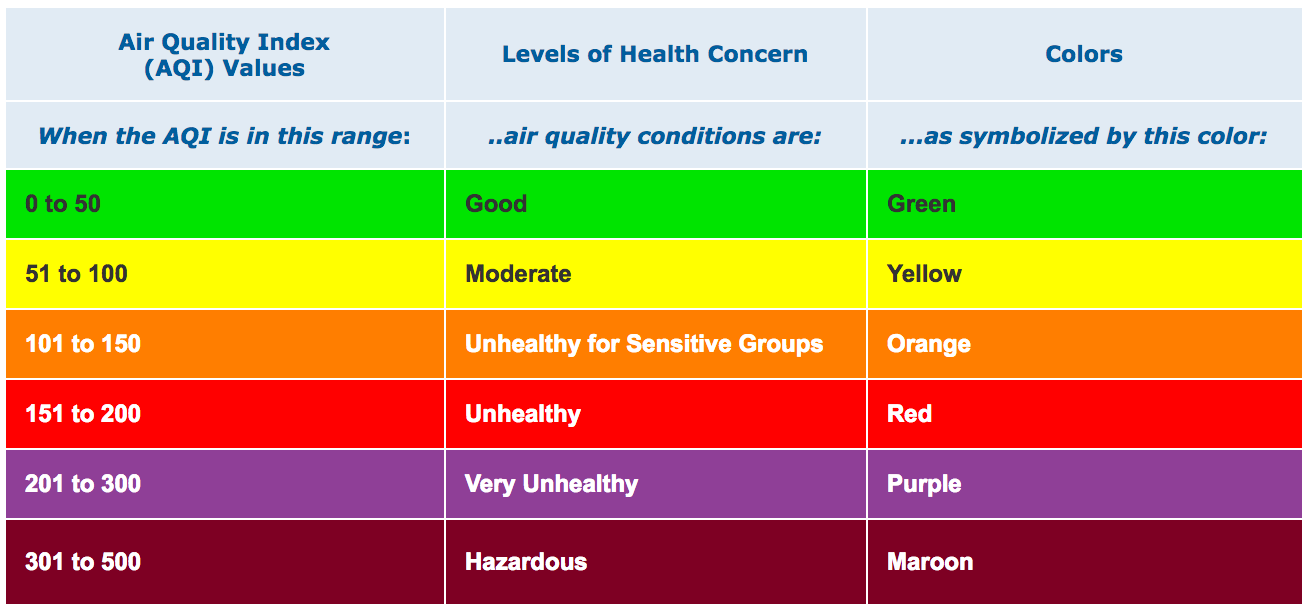 Air Quality Index
(AQI) Values
Levels of Health Concern
Colors
When the AQI is in this range:
..air quality conditions are:
...as symbolized by this color:
0 to 50
Good
Green
51 to 100
Moderate
Yellow
101 to 150
Unhealthy for Sensitive Groups
Orange
151 to 200
Unhealthy
Red
201 to 300
Very Unhealthy
Purple
301 to 500
Hazardous
Maroon